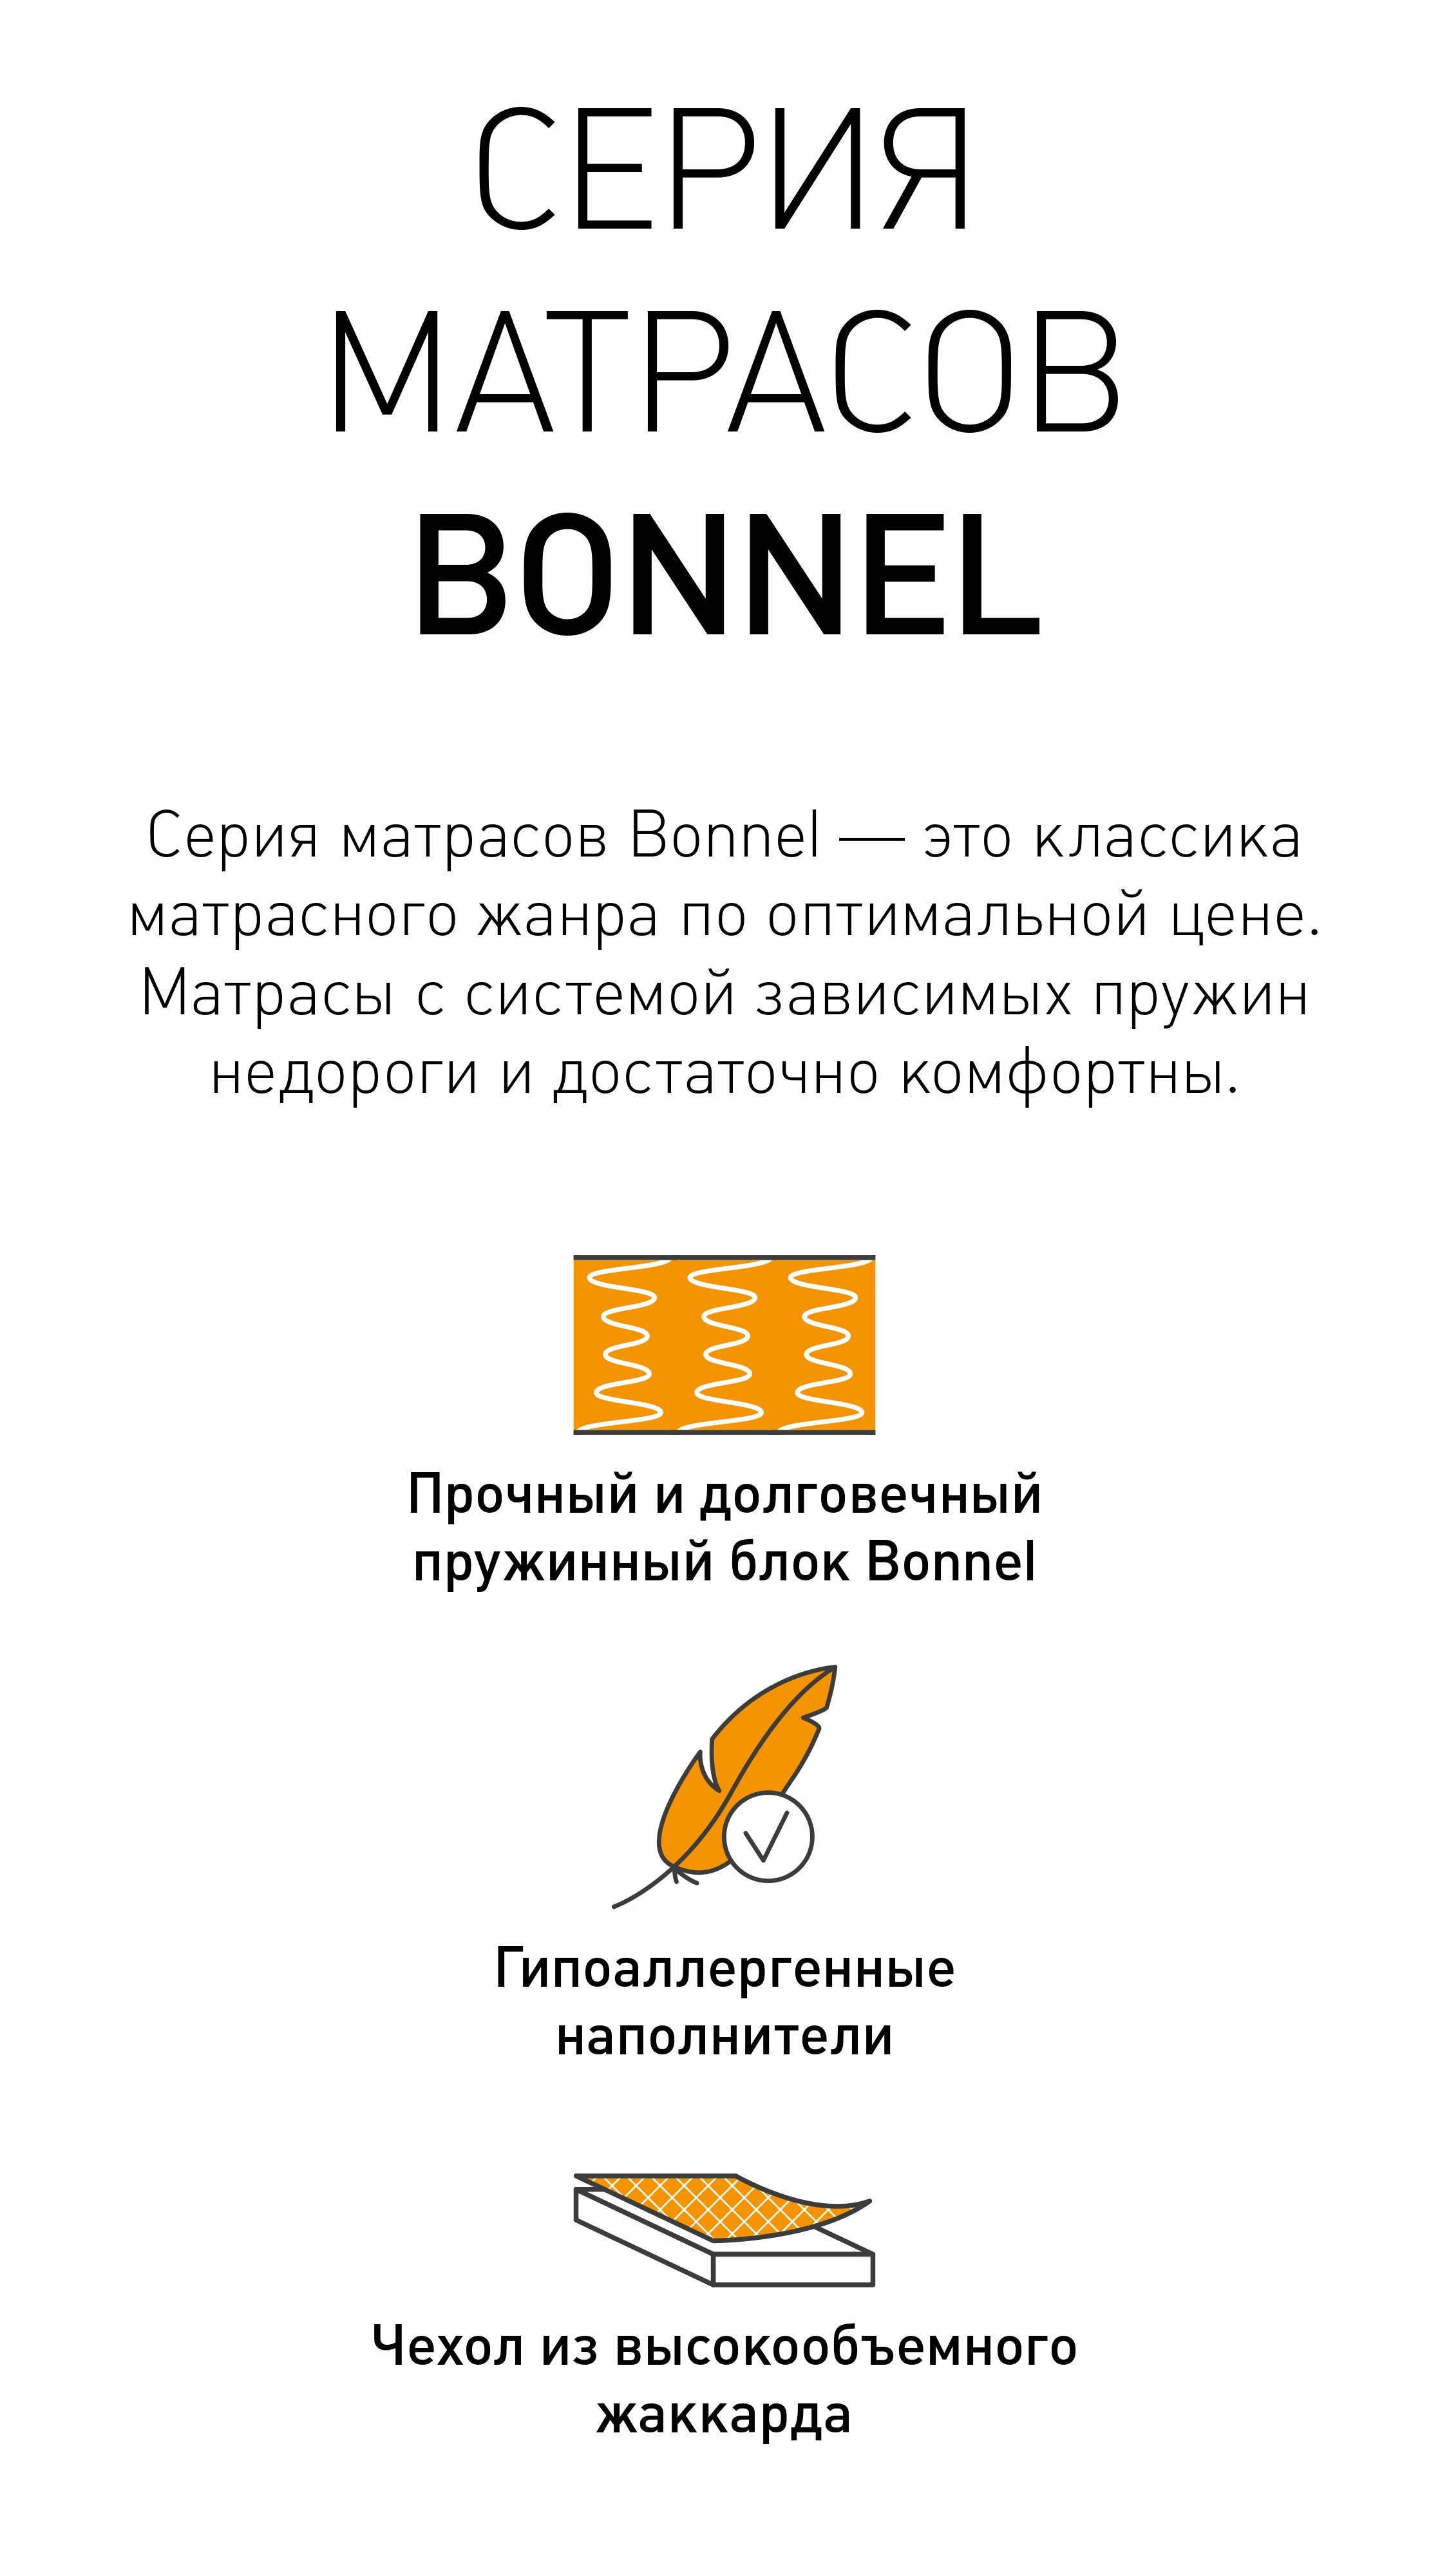 СЕРИЯ
МАТРАСОВ
BONNEL
Серия матрасов Bonnel — это классика
матрасного жанра по оптимальной цене.
Матрасы с системой зависимых пружин
недороги и достаточно комфортны.
Прочный и долговечный
пружинный блок Bonnel
Гипоаллергенные
наполнители
Чехол из высокообъемного
жаккарда